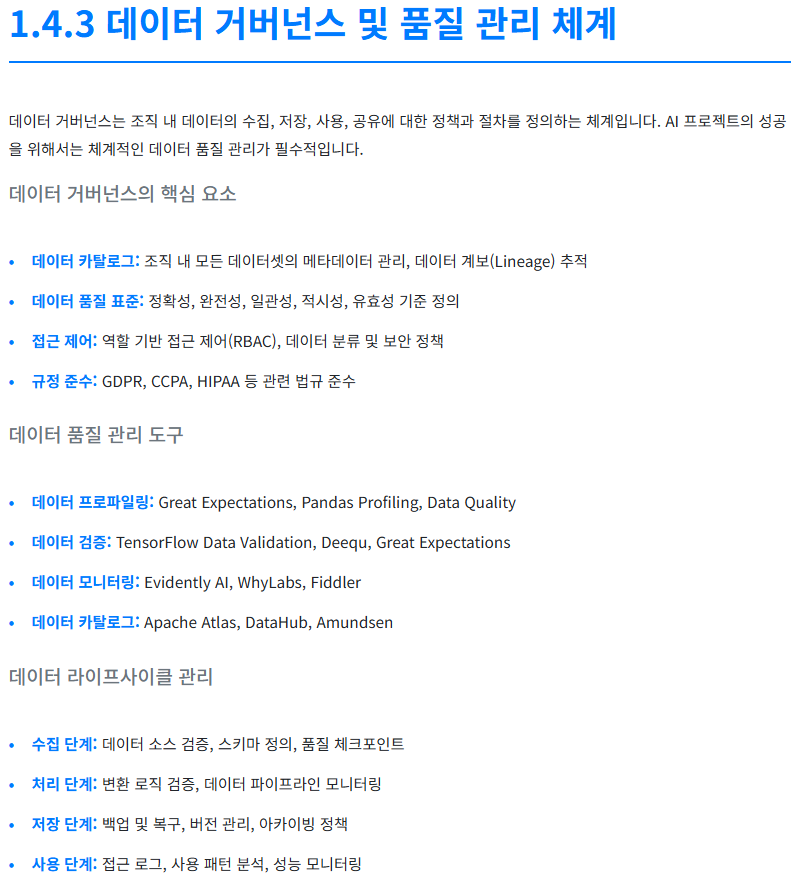 1.4.3 데이터 거버넌스 및 품질 관리 체계
데이터 거버넌스는 조직 내 데이터의 수집, 저장, 사용, 공유에 대한 정책과 절차를 정의하는 체계입니다. AI 프로젝트의 성공
을 위해서는 체계적인 데이터 품질 관리가 필수적입니다.
데이터 거버넌스의 핵심 요소
• 데이터 카탈로그: 조직 내 모든 데이터셋의 메타데이터 관리, 데이터 계보(Lineage) 추적
• 데이터 품질 표준: 정확성, 완전성, 일관성, 적시성, 유효성 기준 정의
• 접근 제어: 역할 기반 접근 제어(RBAC), 데이터 분류 및 보안 정책
• 규정 준수: GDPR, CCPA, HIPAA 등 관련 법규 준수
데이터 품질 관리 도구
• 데이터 프로파일링: Great Expectations, Pandas Profiling, Data Quality
• 데이터 검증: TensorFlow Data Validation, Deequ, Great Expectations
• 데이터 모니터링: Evidently AI, WhyLabs, Fiddler
• 데이터 카탈로그: Apache Atlas, DataHub, Amundsen
데이터 라이프사이클 관리
• 수집 단계: 데이터 소스 검증, 스키마 정의, 품질 체크포인트
• 처리 단계: 변환 로직 검증, 데이터 파이프라인 모니터링
• 저장 단계: 백업 및 복구, 버전 관리, 아카이빙 정책
• 사용 단계: 접근 로그, 사용 패턴 분석, 성능 모니터링